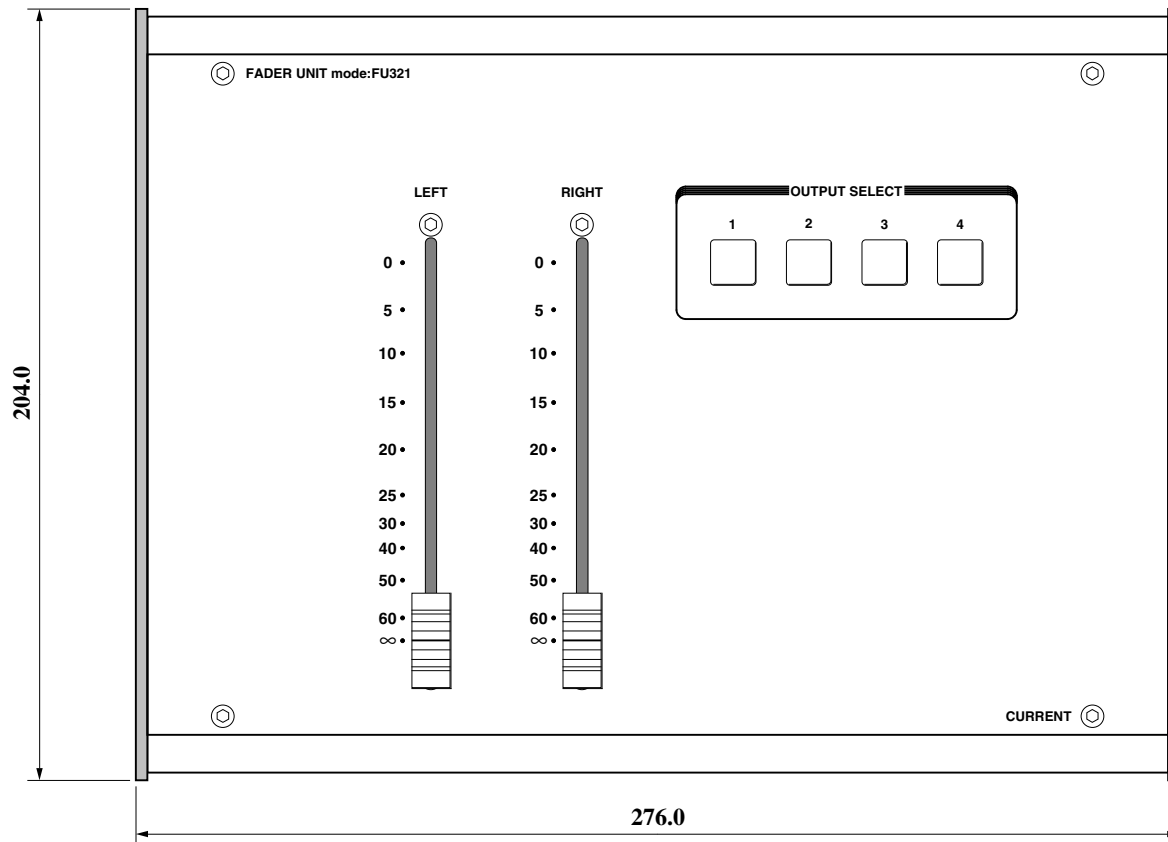 FADER UNIT mode:FU321
LEFT
RIGHT
OUTPUT SELECT
1 2 3 4
0 • 0 •
5 • 5 •
10 • 10 •
15 • 15 •
20 • 20 •
25 • 25 •
30 • 30 •
40 • 40 •
50 • 50 •
60 • 60 •
∞ • ∞ •
CURRENT
204.0
276.0